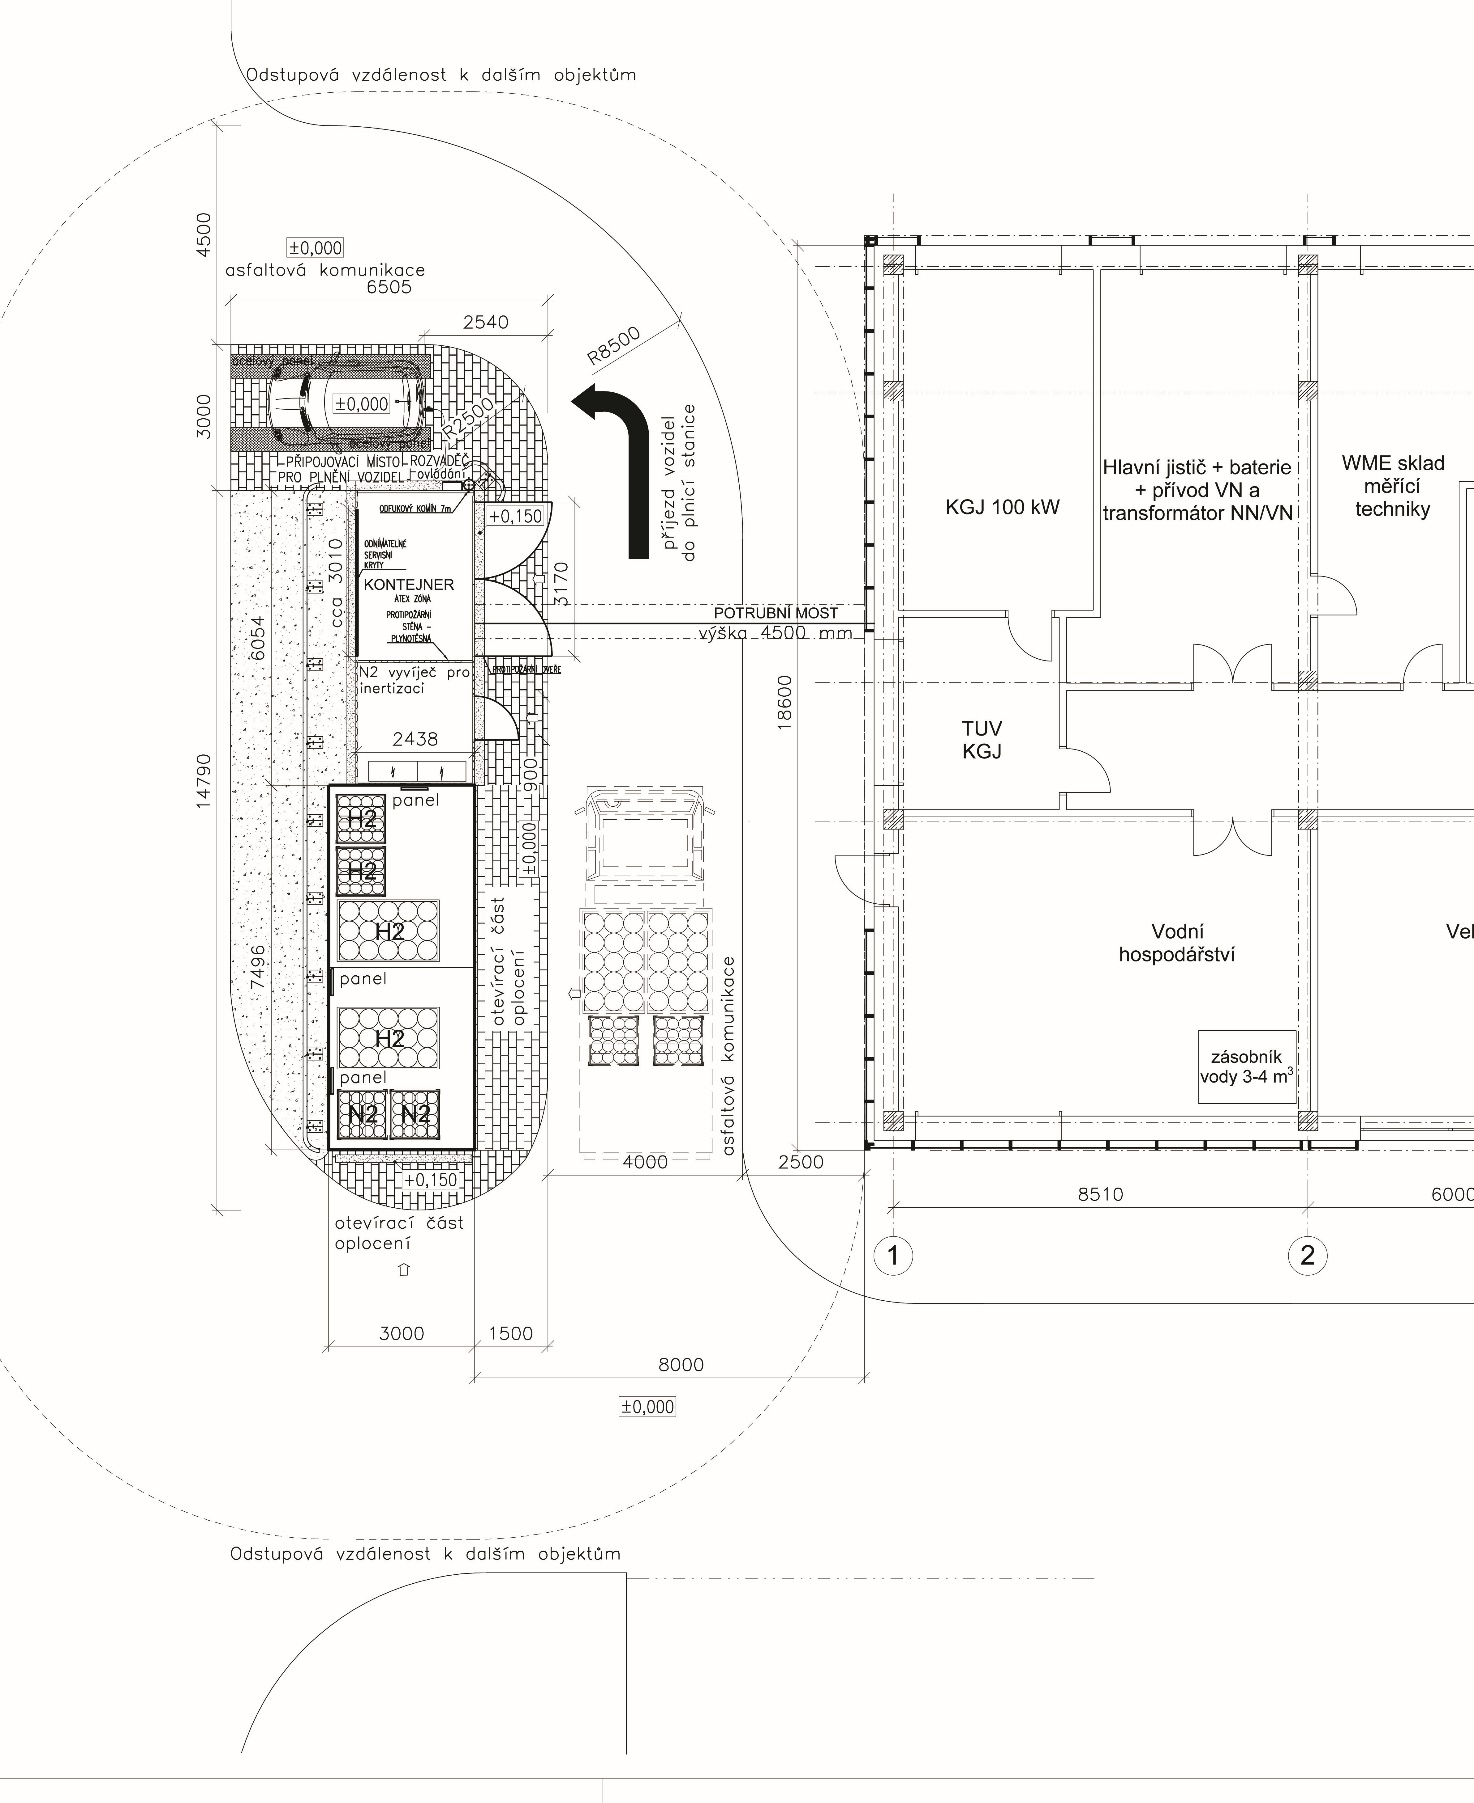 Odstupová vzdálenost k dalším objektům
4500
±0,000
asfaltová komunikace
6505
2540
R8500
ocelový panel
±0,000
ocelový panel
R2500
3000
PŘIPOJOVACÍ MÍSTO
PRO PLNĚNÍ VOZIDEL
ROZVADĚČ
ovládání
příjezd vozidel
do plnící stanice
ODFUKOVÝ KOMÍN 7m
+0,150
ODNÍMATELNÉ
SERVISNÍ
KRYTY
cca 3010
KONTEJNER
ATEX ZÓNA
PROTIPOŽÁRNÍ
STĚNA -
PLYNOTĚSNÁ
3170
6054
POTRUBNÍ MOST
výška 4500 mm
N2 vyvíječ pro
inertizaci
PROTIPOŽÁRNÍ DVEŘE
2438
900
14790
18600
panel
H2
H2
±0,000
H2
otevírací část
oplocení
7496
panel
H2
panel
N2
N2
asfaltová komunikace
+0,150
4000
2500
otevírací část
oplocení
3000
1500
8000
±0,000
Odstupová vzdálenost k dalším objektům
KGJ 100 kW
Hlavní jistič + baterie
+ přívod VN a
transformátor NN/VN
WME sklad
měřící
techniky
TUV
KGJ
Vodní
hospodářství
Vel
zásobník
vody 3-4 m³
8510
6000
1
2